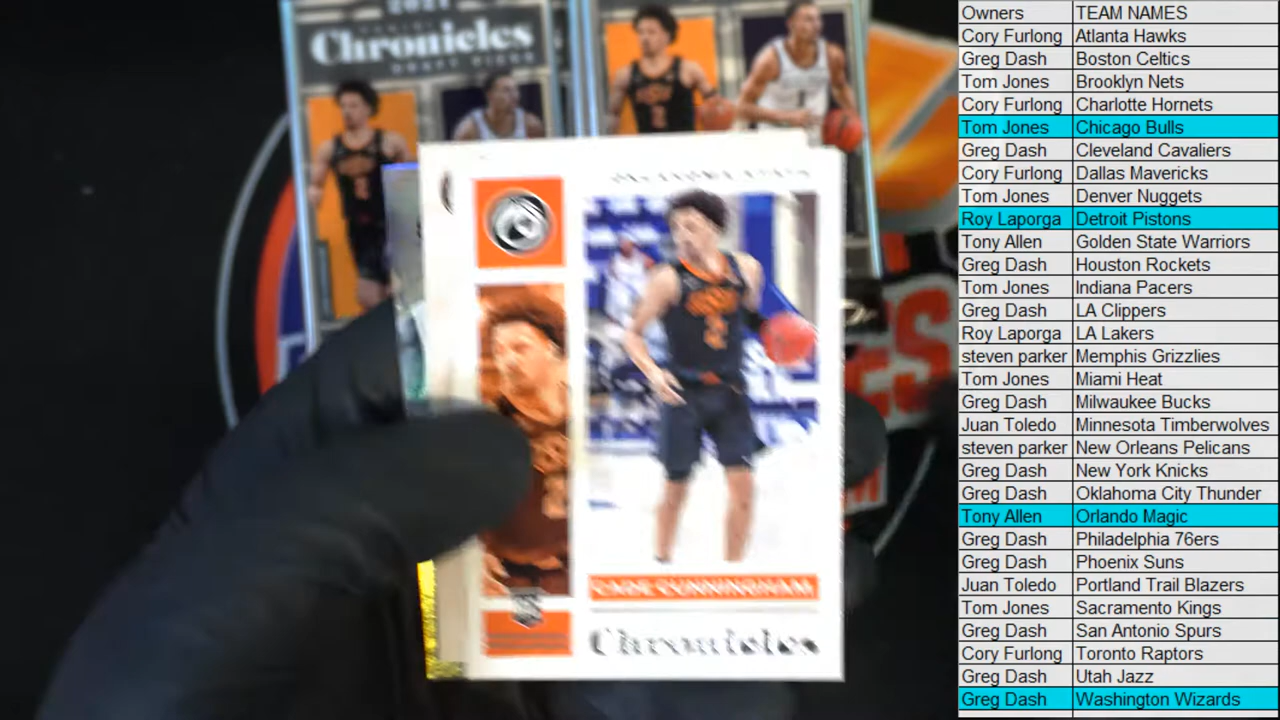 2021
Chronicles
DRAFT PICKS
OKLAHOMA STATE
2
CADE CUNNINGHAM
Chronicles
Owners TEAM NAMES
Cory Furlong Atlanta Hawks
Greg Dash Boston Celtics
Tom Jones Brooklyn Nets
Cory Furlong Charlotte Hornets
Tom Jones Chicago Bulls
Greg Dash Cleveland Cavaliers
Cory Furlong Dallas Mavericks
Tom Jones Denver Nuggets
Roy Laporga Detroit Pistons
Tony Allen Golden State Warriors
Greg Dash Houston Rockets
Tom Jones Indiana Pacers
Greg Dash LA Clippers
Roy Laporga LA Lakers
steven parker Memphis Grizzlies
Tom Jones Miami Heat
Greg Dash Milwaukee Bucks
Juan Toledo Minnesota Timberwolves
steven parker New Orleans Pelicans
Greg Dash New York Knicks
Greg Dash Oklahoma City Thunder
Tony Allen Orlando Magic
Greg Dash Philadelphia 76ers
Greg Dash Phoenix Suns
Juan Toledo Portland Trail Blazers
Tom Jones Sacramento Kings
Greg Dash San Antonio Spurs
Cory Furlong Toronto Raptors
Greg Dash Utah Jazz
Greg Dash Washington Wizards